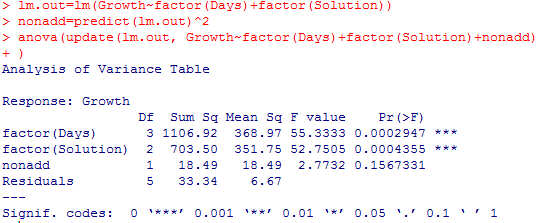 > lm.out=lm(Growth~factor(Days)+factor(Solution))
> nonadd=predict(lm.out)^2
> anova(update(lm.out, Growth~factor(Days)+factor(Solution)+nonadd)
+ )
Analysis of Variance Table

Response: Growth
                 Df  Sum Sq Mean Sq F value    Pr(>F)
factor(Days)      3 1106.92  368.97 55.3333 0.0002947 ***
factor(Solution)  2  703.50  351.75 52.7505 0.0004355 ***
nonadd            1   18.49   18.49  2.7732 0.1567331
Residuals         5   33.34    6.67
---
Signif. codes:  0 ‘***’ 0.001 ‘**’ 0.01 ‘*’ 0.05 ‘.’ 0.1 ‘ ’ 1